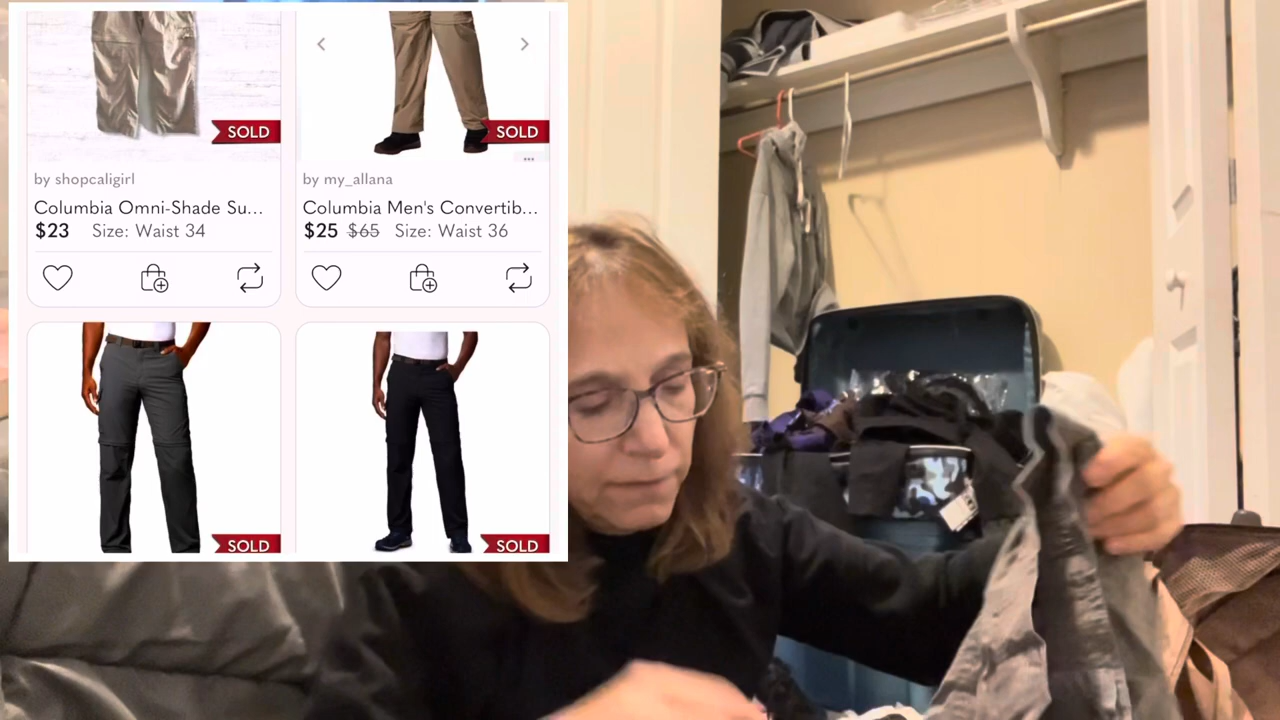 SOLD
SOLD
by shopcaligirl
by my_allana
Columbia Omni-Shade Su...
Columbia Men's Convertib...
$23 Size: Waist 34
$25 $65 Size: Waist 36
SOLD
SOLD